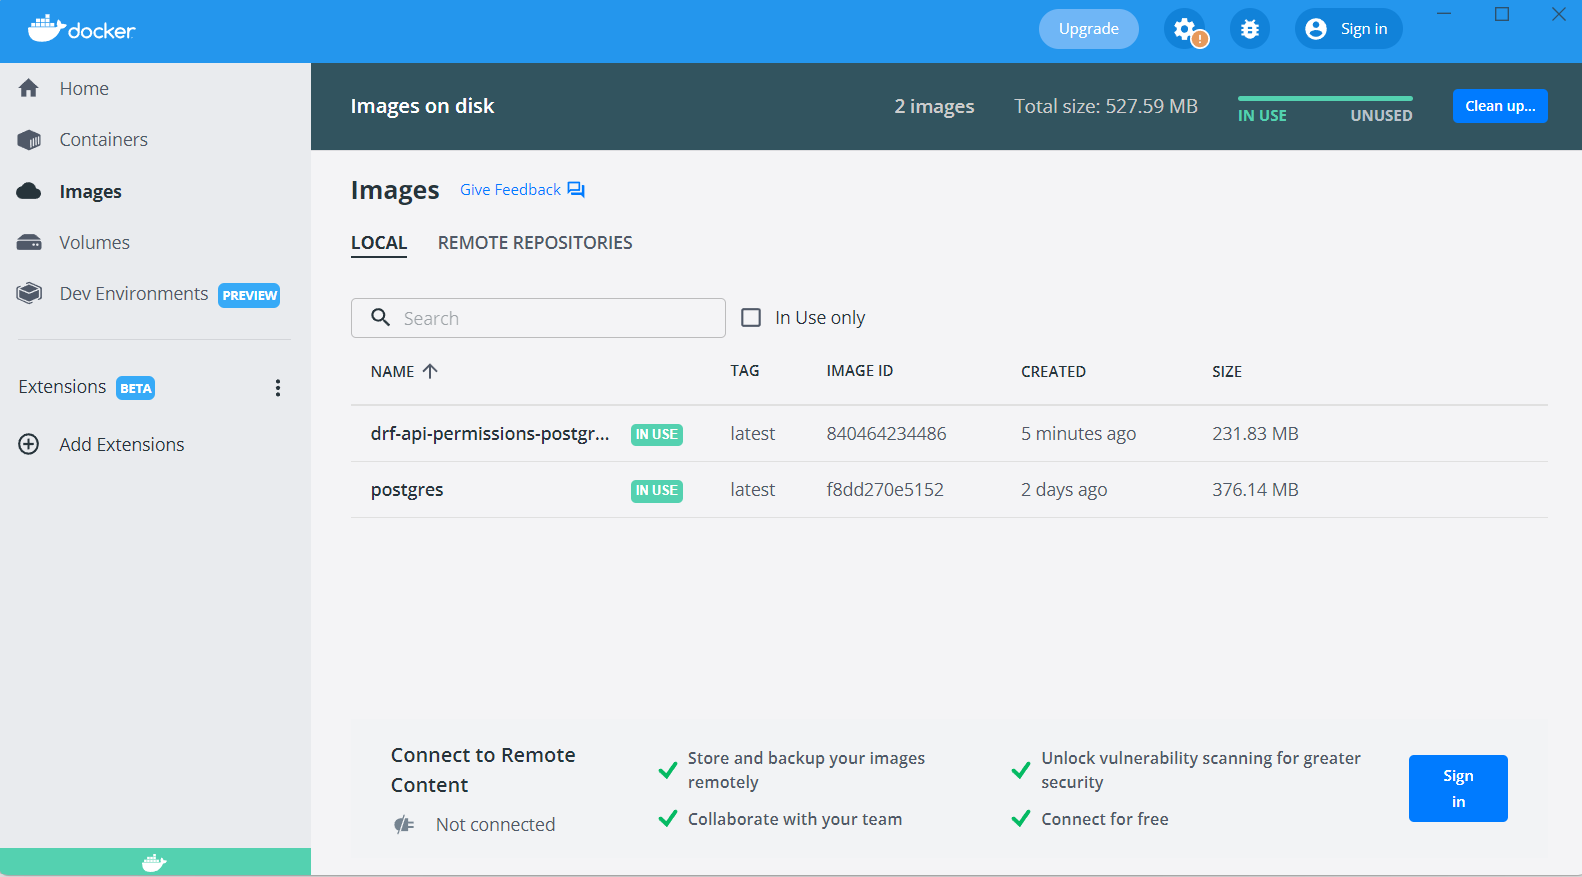 docker
Upgrade
!
Sign in
Home
Containers
Images
Volumes
Dev Environments PREVIEW
Extensions BETA
Add Extensions
Images on disk
2 images
Total size: 527.59 MB
IN USE UNUSED
Clean up...
Images Give Feedback
LOCAL REMOTE REPOSITORIES
Search
In Use only
NAME TAG IMAGE ID CREATED SIZE
drf-api-permissions-postgr... IN USE latest 840464234486 5 minutes ago 231.83 MB
postgres IN USE latest f8dd270e5152 2 days ago 376.14 MB
Connect to Remote
Content
Not connected
Store and backup your images
remotely
Collaborate with your team
Unlock vulnerability scanning for greater
security
Connect for free
Sign
in